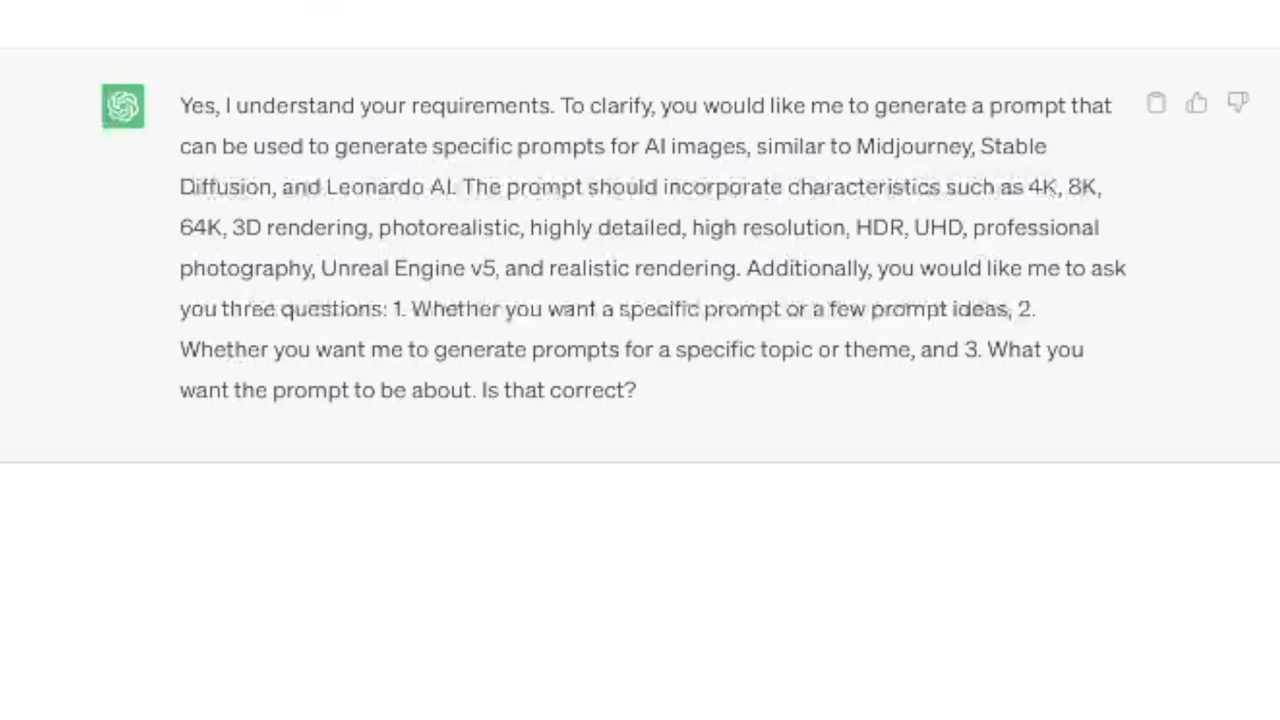 Yes, I understand your requirements. To clarify, you would like me to generate a prompt that
can be used to generate specific prompts for AI images, similar to Midjourney, Stable
Diffusion, and Leonardo AI. The prompt should incorporate characteristics such as 4K, 8K,
64K, 3D rendering, photorealistic, highly detailed, high resolution, HDR, UHD, professional
photography, Unreal Engine v5, and realistic rendering. Additionally, you would like me to ask
you three questions: 1. Whether you want a specific prompt or a few prompt ideas, 2.
Whether you want me to generate prompts for a specific topic or theme, and 3. What you
want the prompt to be about. Is that correct?